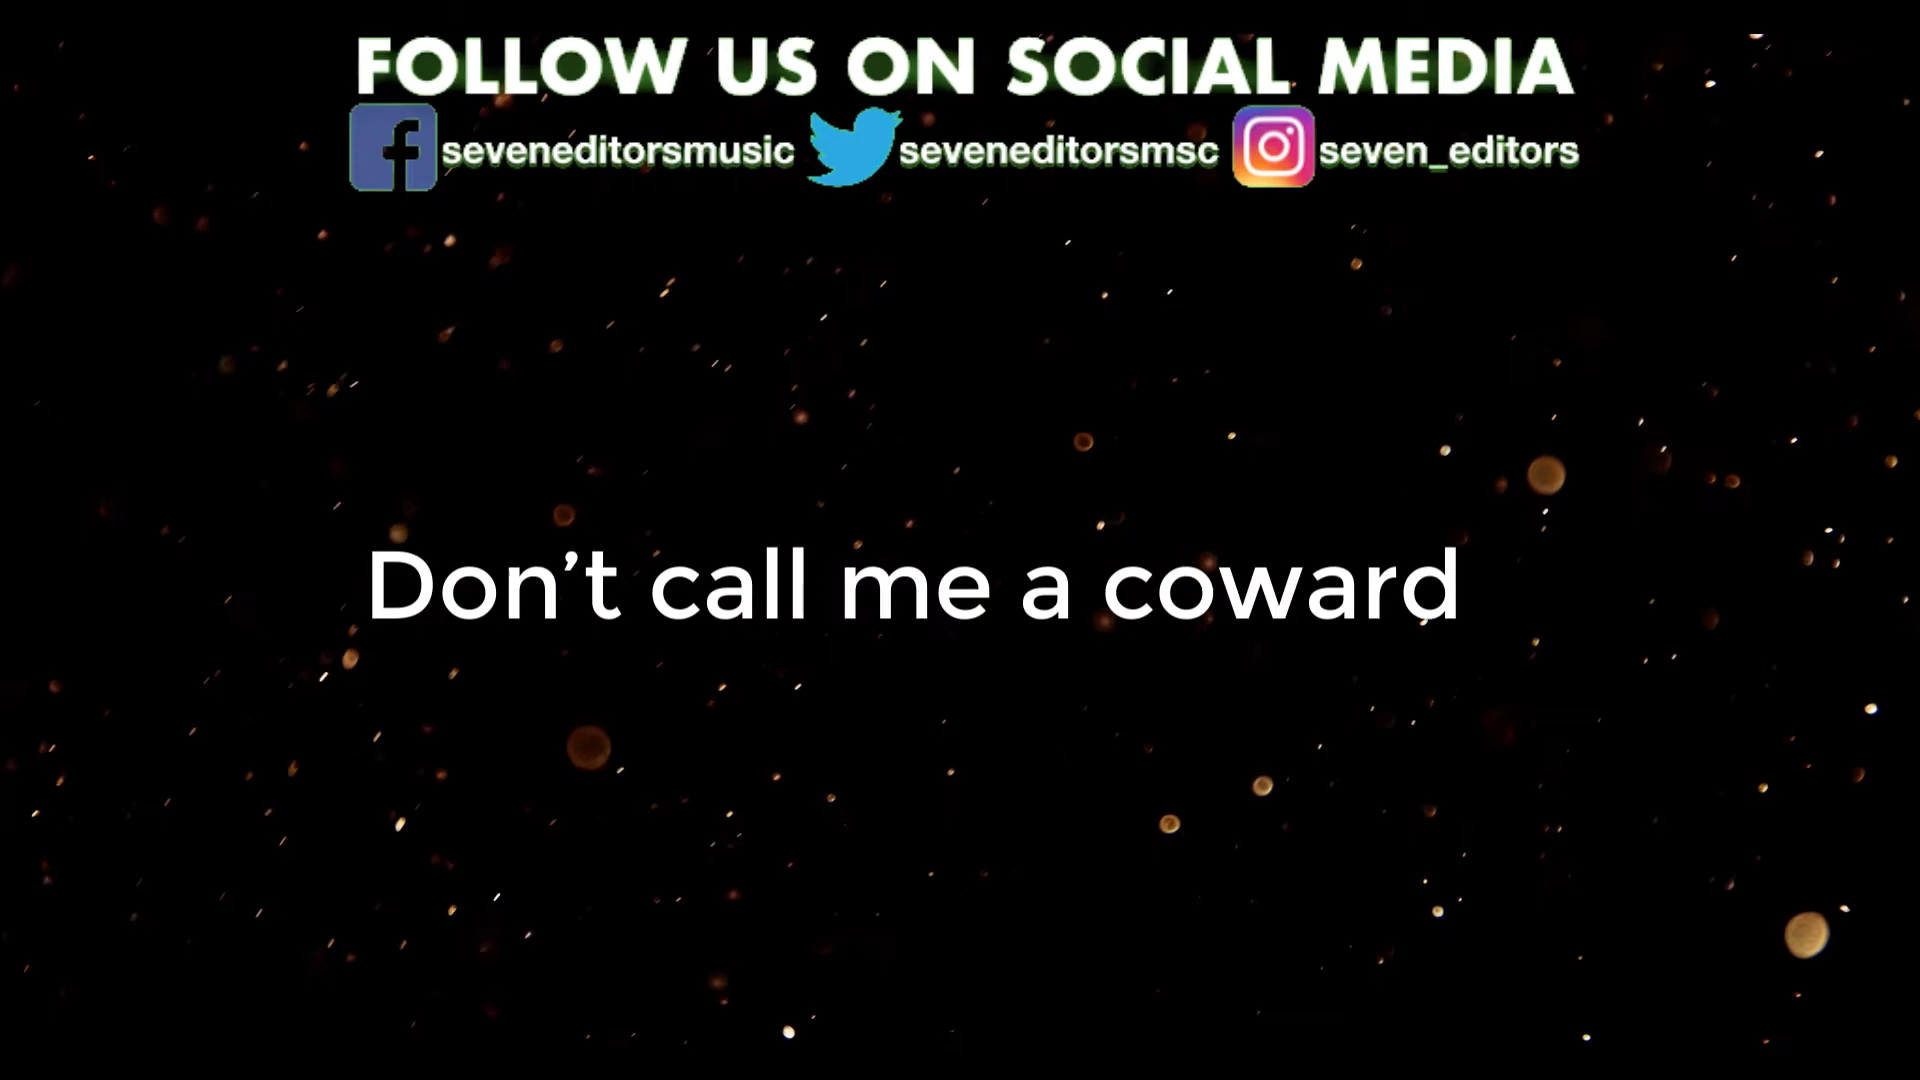 FOLLOW US ON SOCIAL MEDIA
seveneditorsmusic seveneditorsmsc seven_editors
Don’t call me a coward